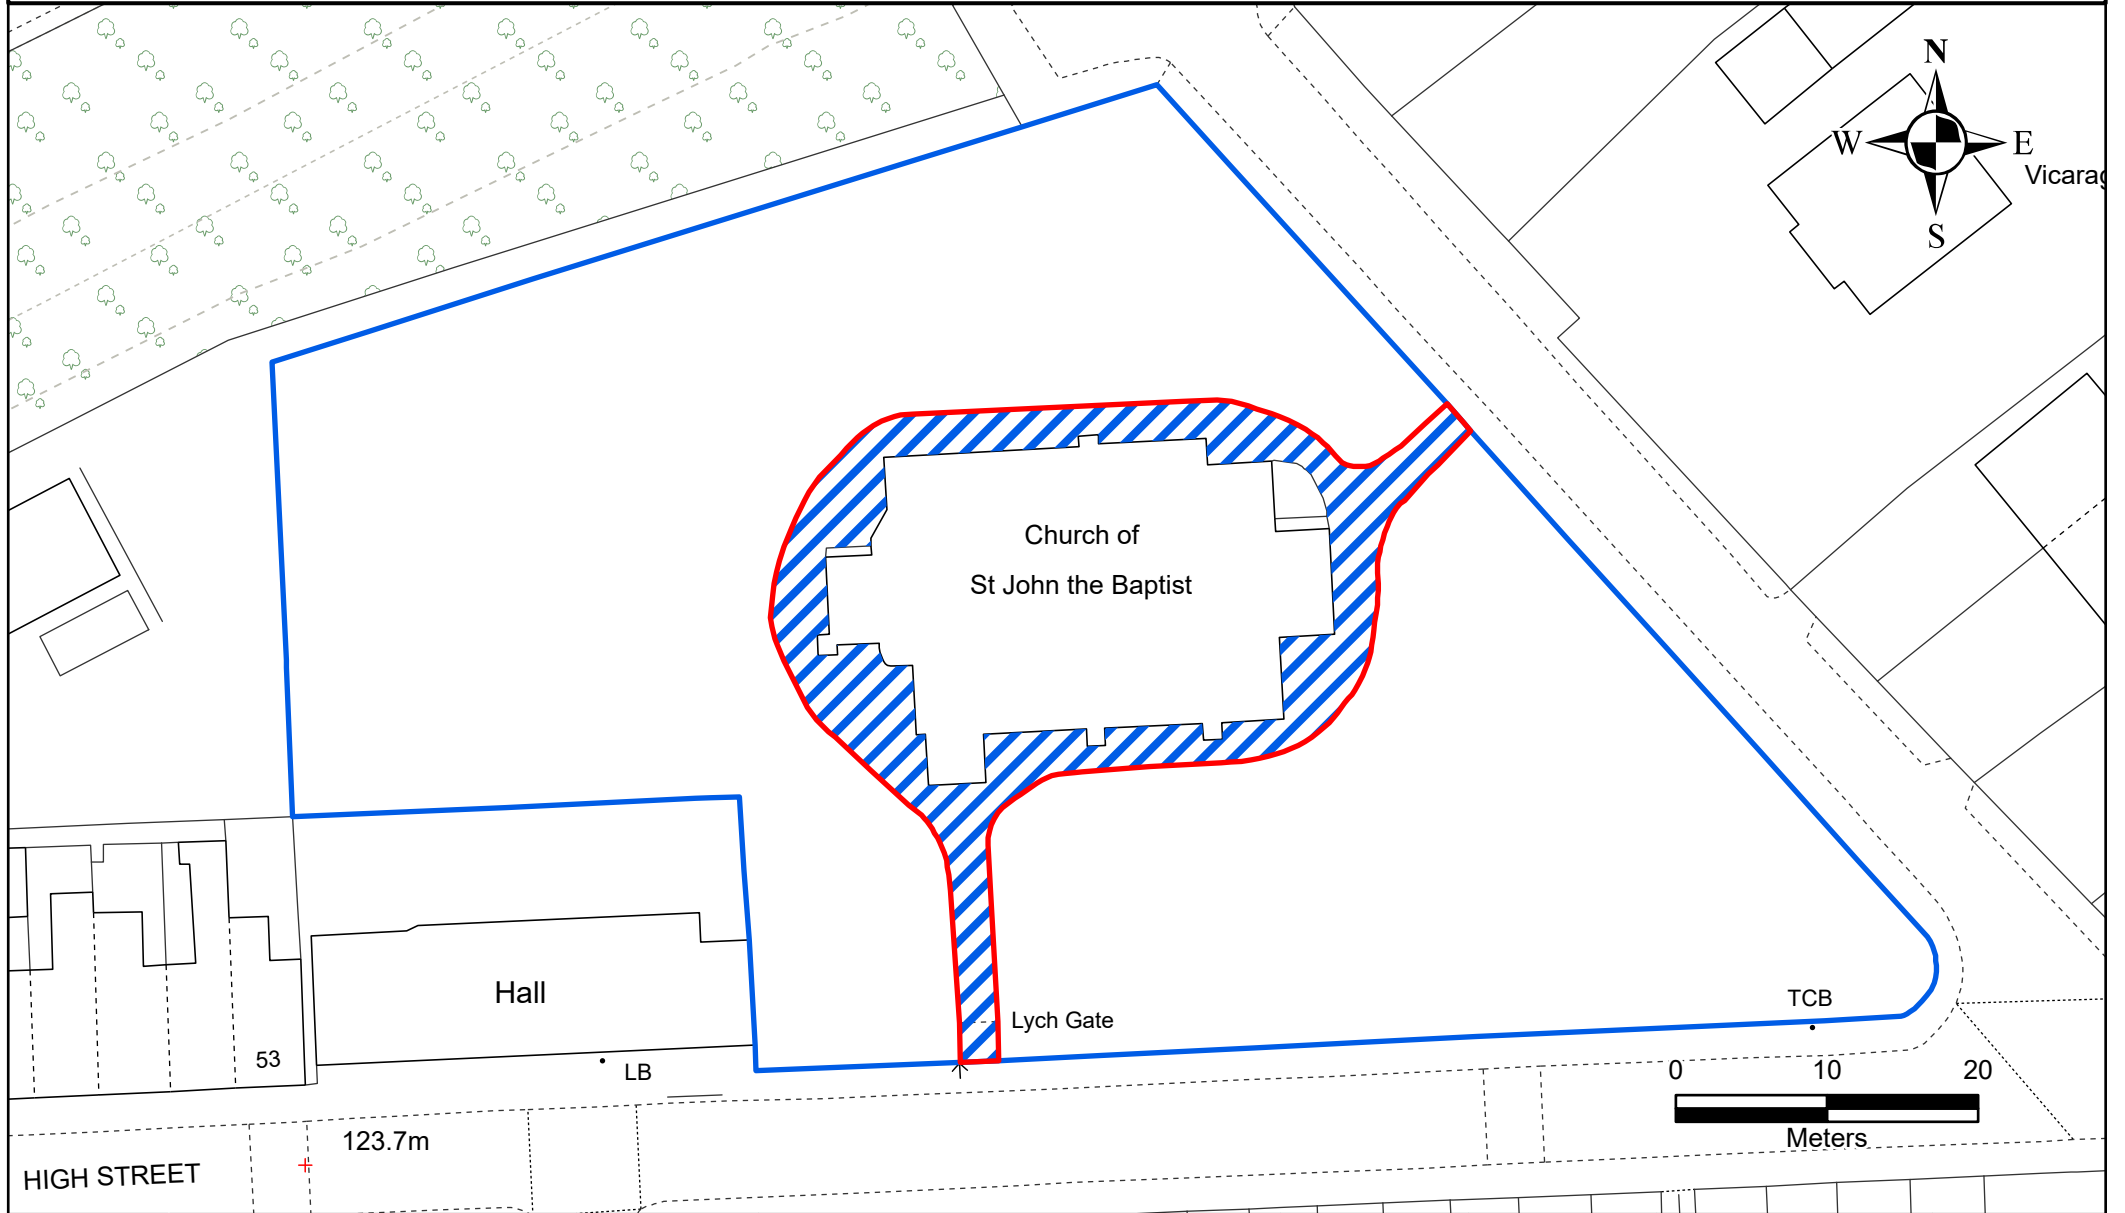 N
W
E
S
Vicarag
Church of
St John the Baptist
Hall
Lych Gate
TCB
53
LB
0 10 20
Meters
123.7m
HIGH STREET